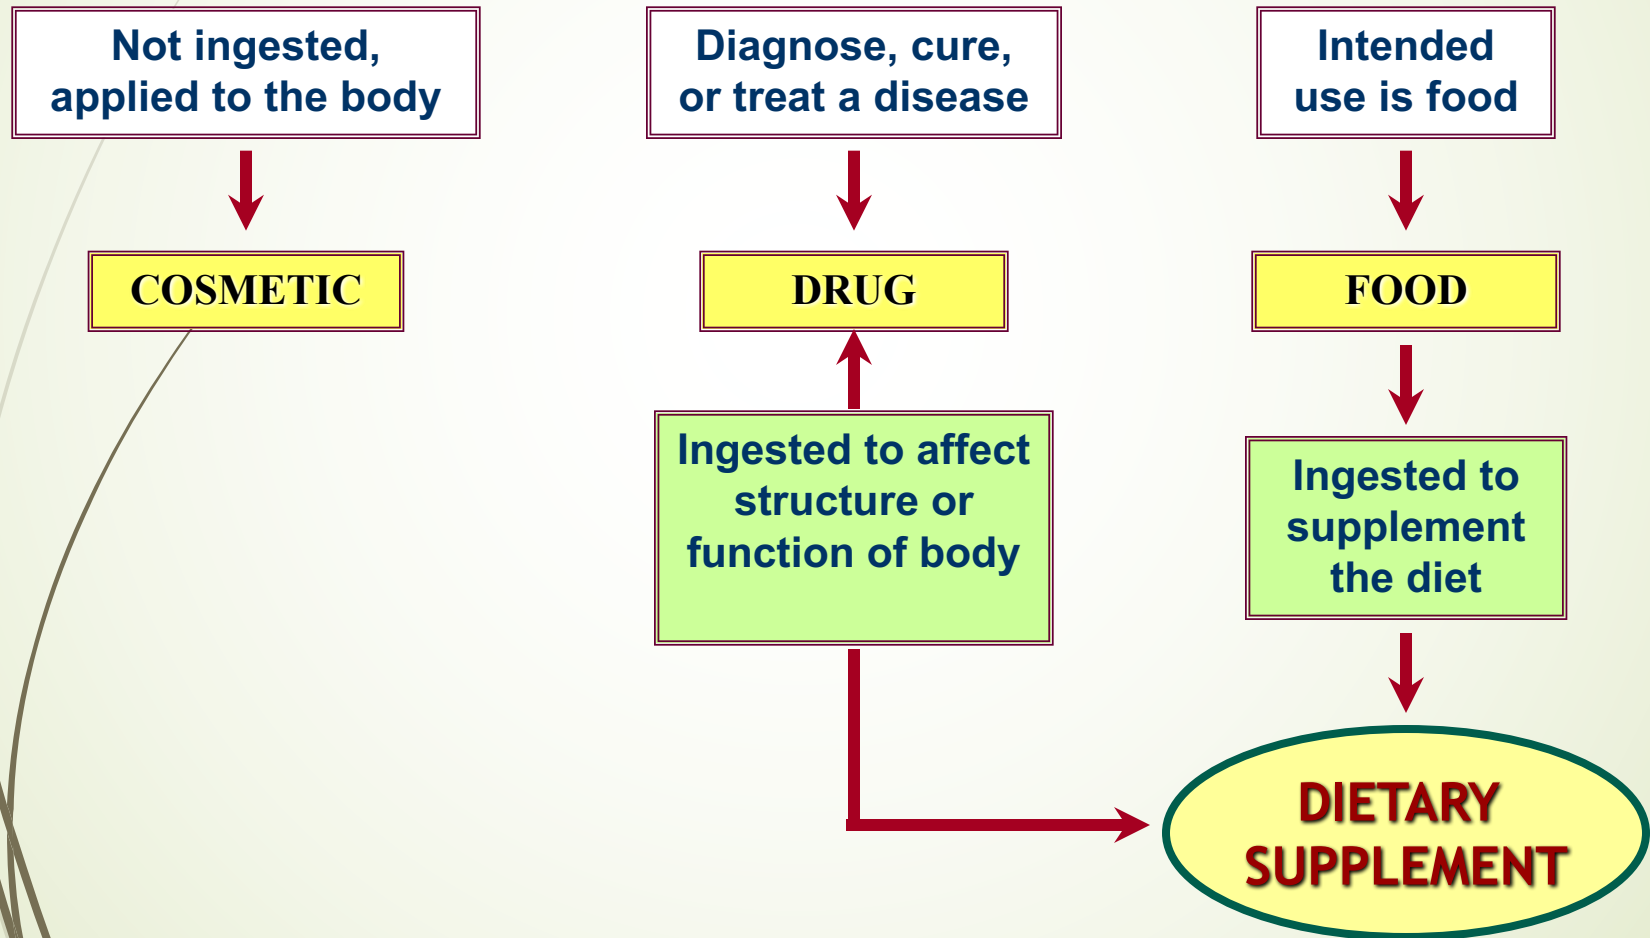 Not ingested,
applied to the body
COSMETIC
Diagnose, cure,
or treat a disease
DRUG
Ingested to affect
structure or
function of body
Intended
use is food
FOOD
Ingested to
supplement
the diet
DIETARY
SUPPLEMENT